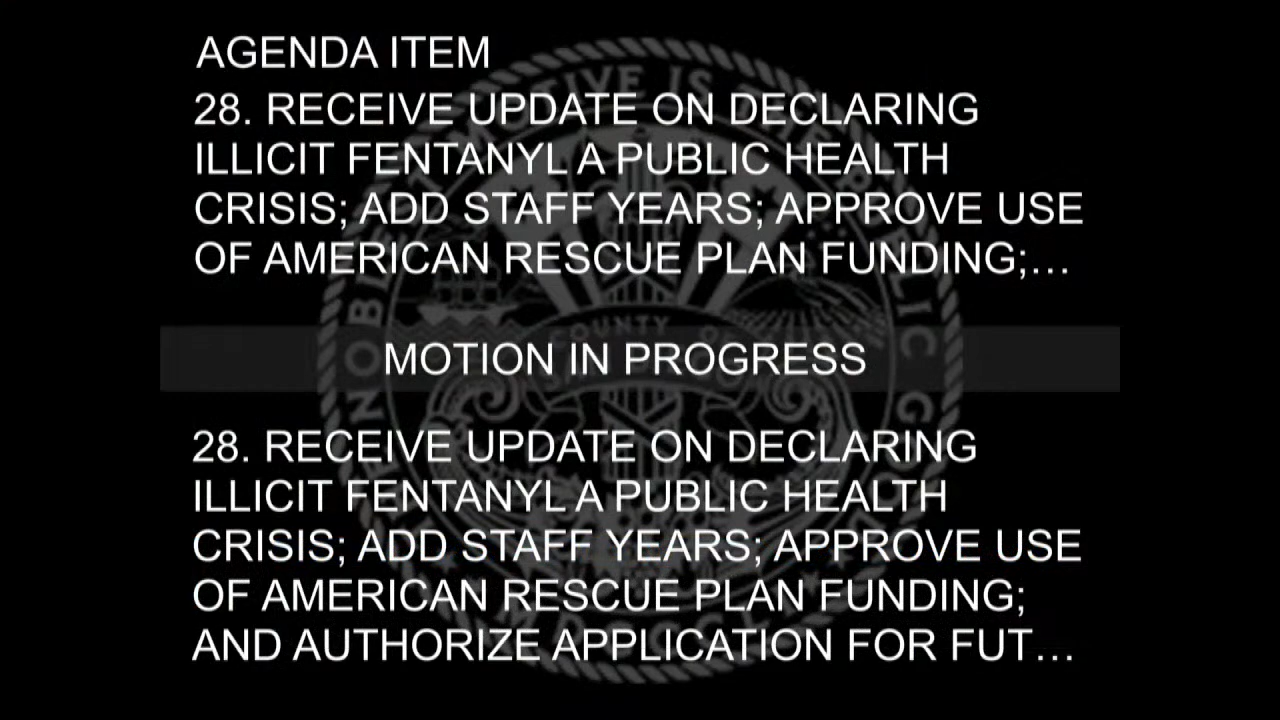 AGENDA ITEM
28. RECEIVE UPDATE ON DECLARING
ILLICIT FENTANYL A PUBLIC HEALTH
CRISIS; ADD STAFF YEARS; APPROVE USE
OF AMERICAN RESCUE PLAN FUNDING;...
MOTION IN PROGRESS
28. RECEIVE UPDATE ON DECLARING
ILLICIT FENTANYL A PUBLIC HEALTH
CRISIS; ADD STAFF YEARS; APPROVE USE
OF AMERICAN RESCUE PLAN FUNDING;
AND AUTHORIZE APPLICATION FOR FUT...
COUNTY OF